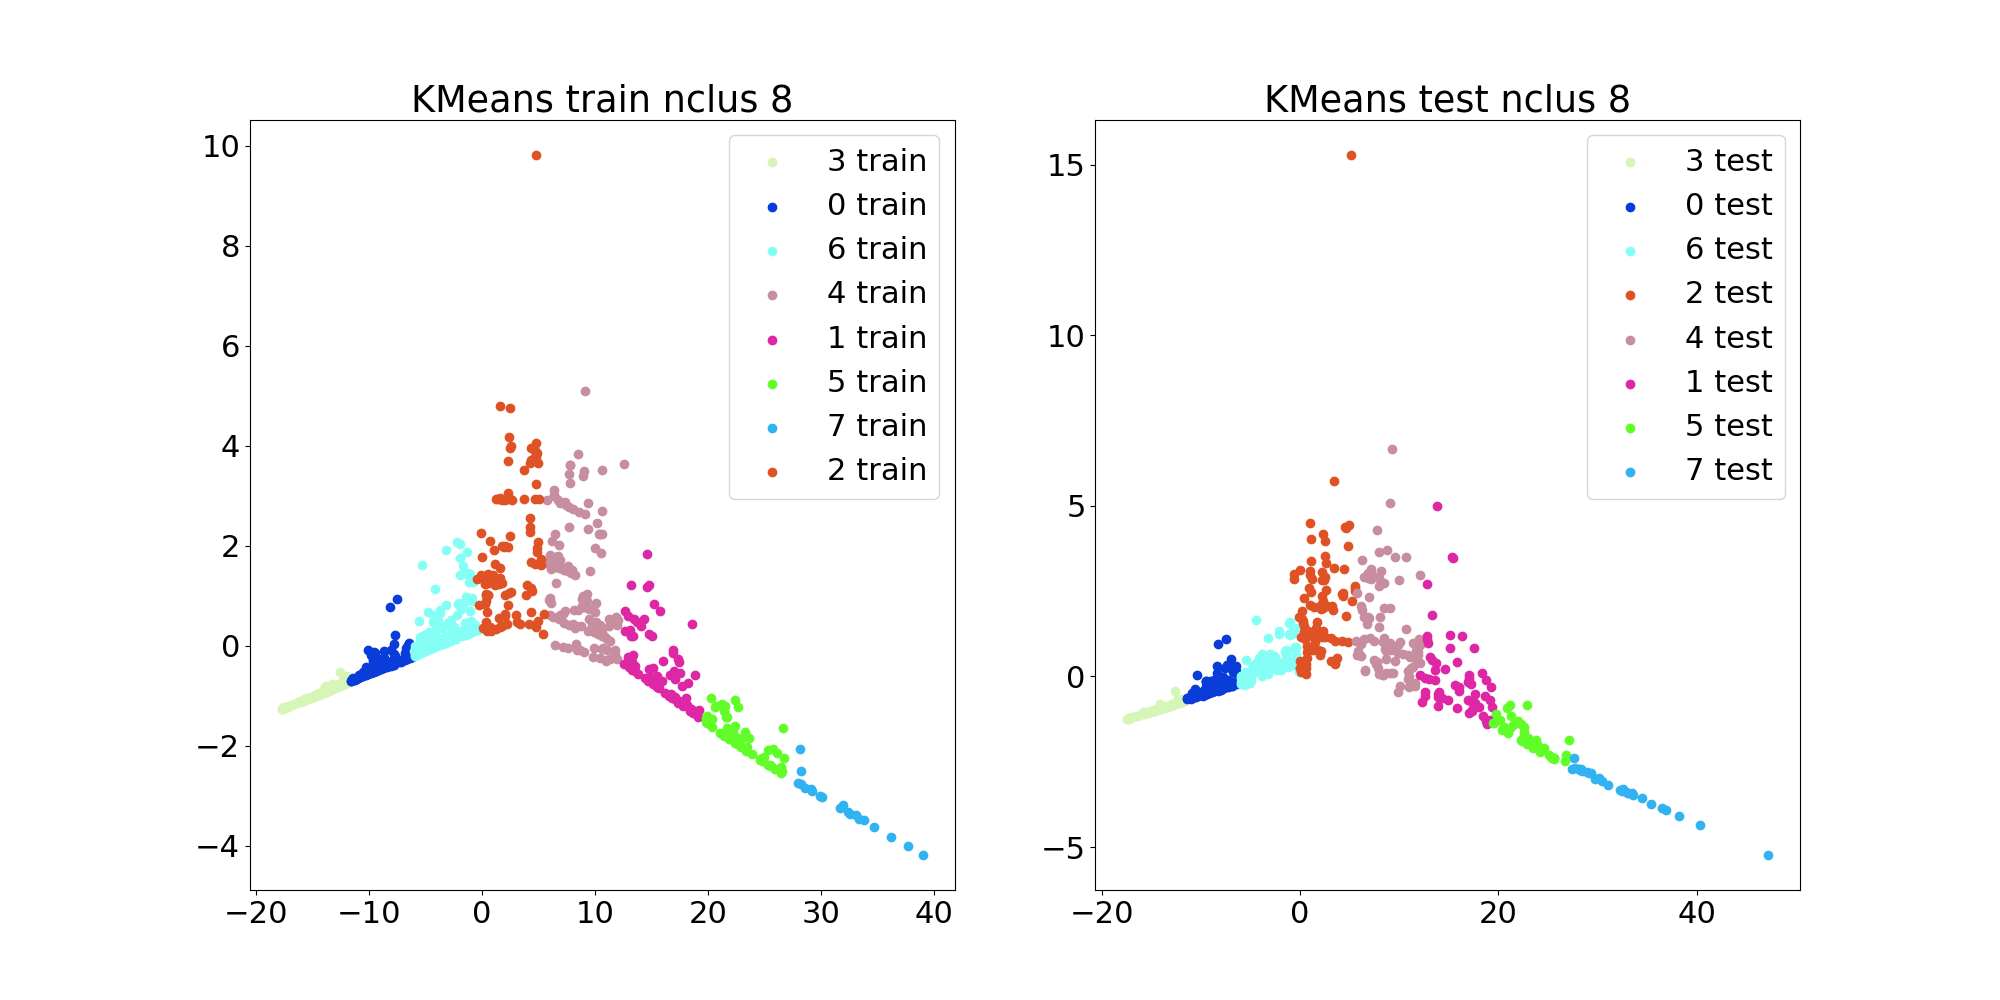 KMeans train nclus 8
10
8
6
4
2
0
−2
−4
−20
−10
0
10
20
30
40
3 train
0 train
6 train
4 train
1 train
5 train
7 train
2 train
KMeans test nclus 8
15
10
5
0
−5
−20
0
20
40
3 test
0 test
6 test
2 test
4 test
1 test
5 test
7 test